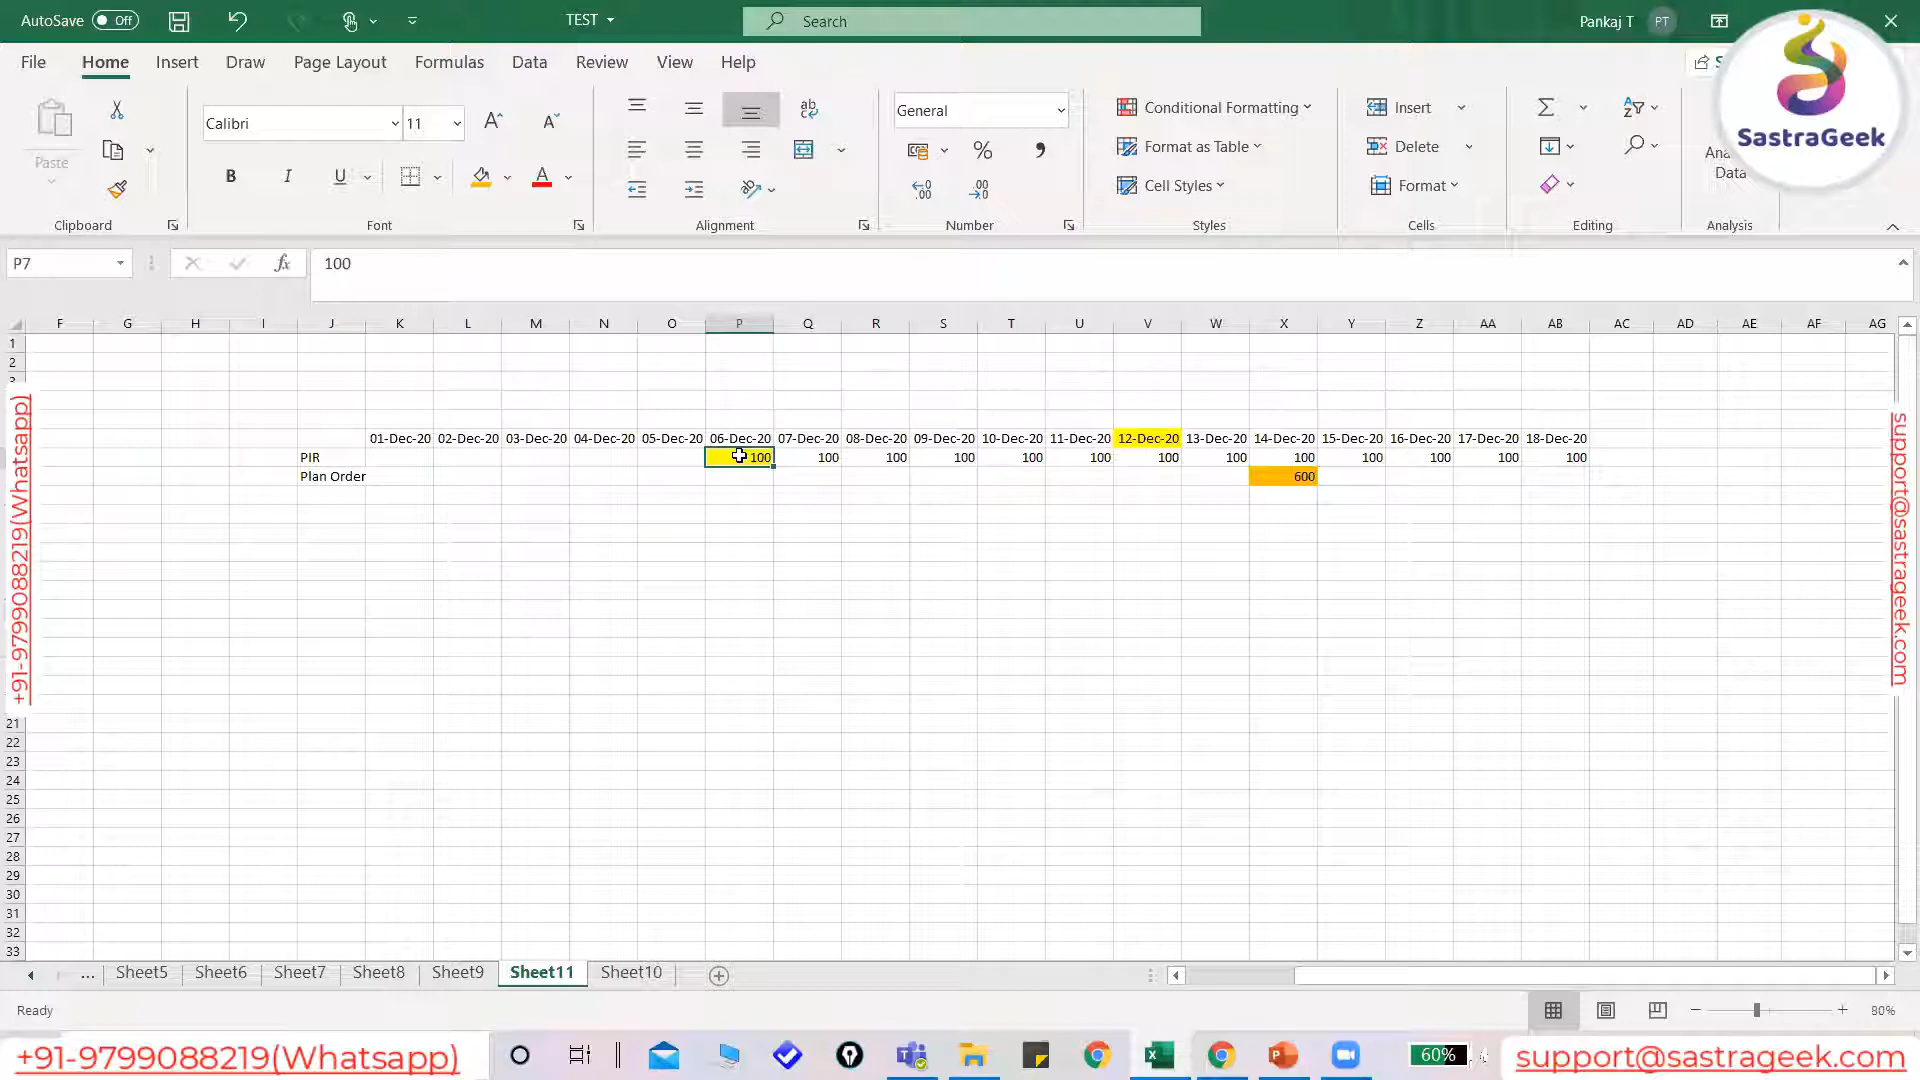 AutoSave Off TEST Search Pankaj T PT
File Home Insert Draw Page Layout Formulas Data Review View Help
SastraGeek
Paste Calibri 11 General Conditional Formatting Insert
Format as Table Delete
Cell Styles Format Data
Clipboard Font Alignment Number Styles Cells Editing Analysis
P7 100
F G H I J K L M N O P Q R S T U V W X Y Z AA AB AC AD AE AF AG
1
2
3
01-Dec-20 02-Dec-20 03-Dec-20 04-Dec-20 05-Dec-20 06-Dec-20 07-Dec-20 08-Dec-20 09-Dec-20 10-Dec-20 11-Dec-20 12-Dec-20 13-Dec-20 14-Dec-20 15-Dec-20 16-Dec-20 17-Dec-20 18-Dec-20
PIR 100 100 100 100 100 100 100 100 100 100 100 100 100
Plan Order 600
21
22
23
24
25
26
27
28
29
30
31
32
33
+91-9799088219(Whatsapp)
support@sastrageek.com
... Sheet5 Sheet6 Sheet7 Sheet8 Sheet9 Sheet11 Sheet10
Ready 80%
+91-9799088219(Whatsapp) 60% support@sastrageek.com